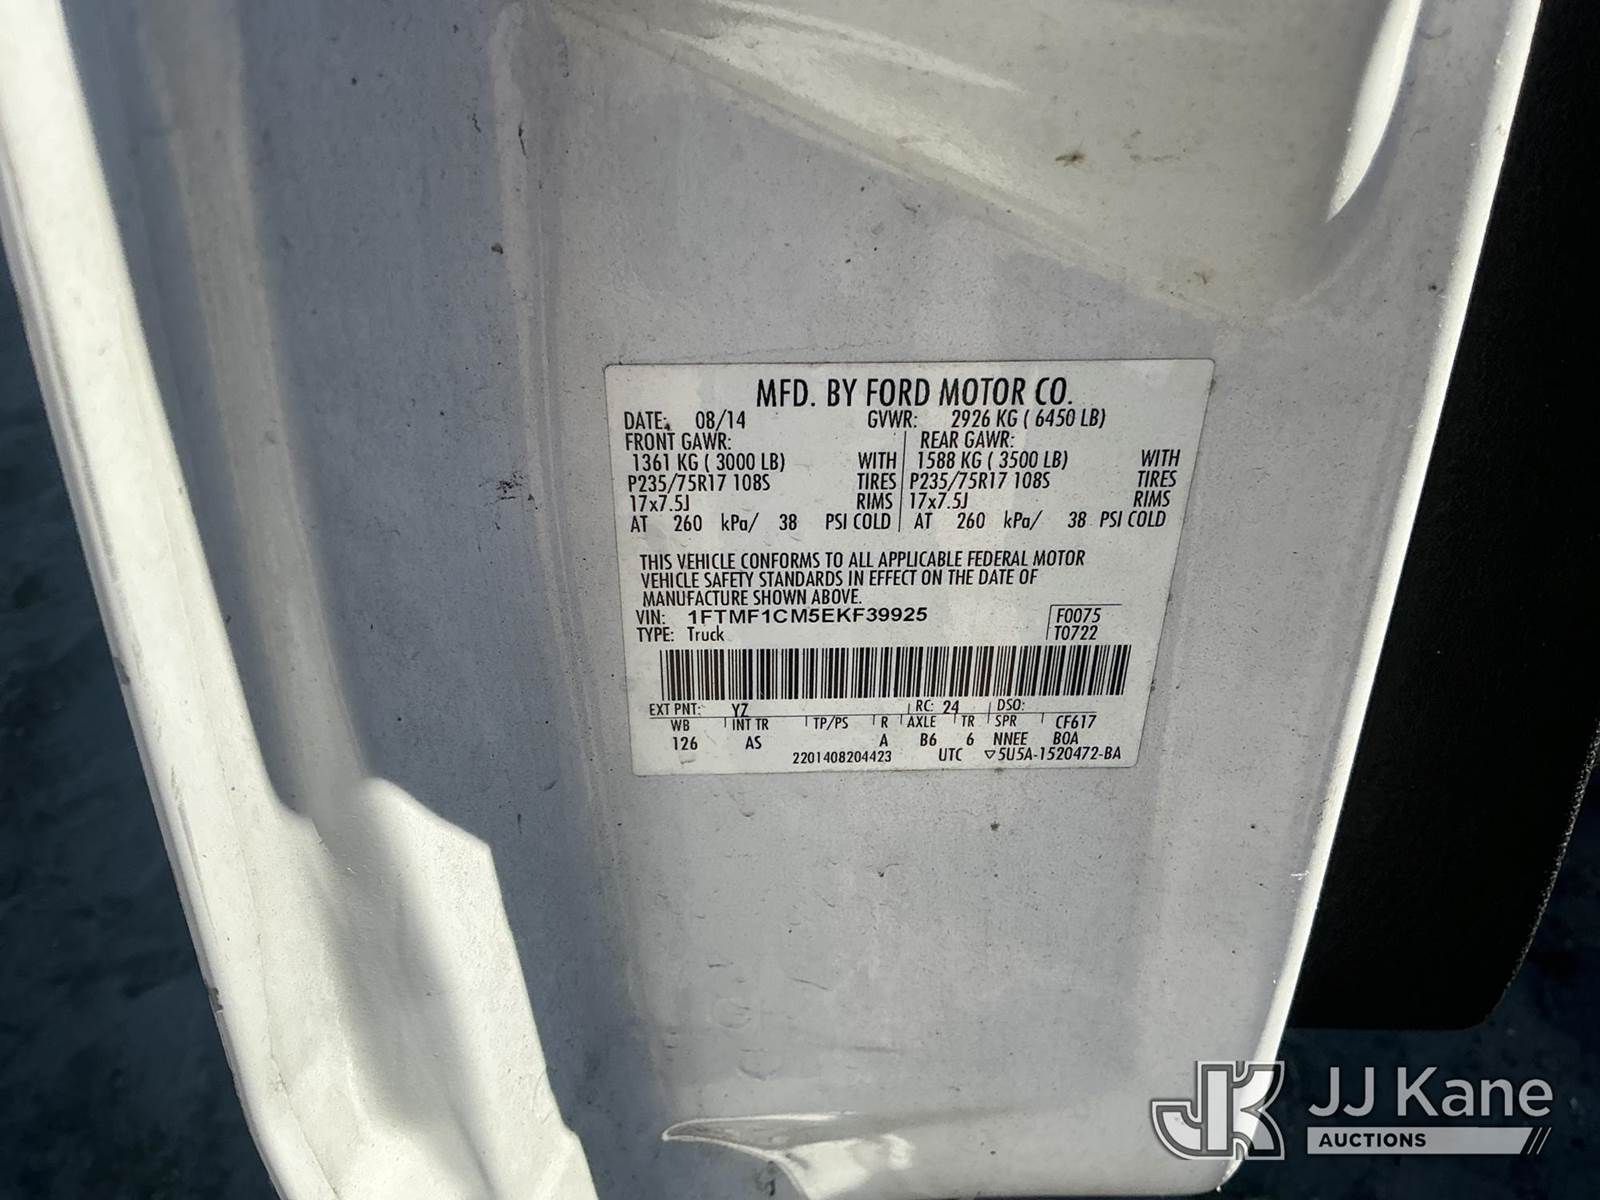 MFD. BY FORD MOTOR CO.
DATE: 08/14 GVWR: 2926 KG ( 6450 LB)
FRONT GAWR: REAR GAWR:
1361 KG ( 3000 LB) WITH 1588 KG ( 3500 LB) WITH
P235/75R17 108S TIRES P235/75R17 108S TIRES
17x7.5J RIMS 17x7.5J RIMS
AT 260 kPa/ 38 PSI COLD AT 260 kPa/ 38 PSI COLD
THIS VEHICLE CONFORMS TO ALL APPLICABLE FEDERAL MOTOR
VEHICLE SAFETY STANDARDS IN EFFECT ON THE DATE OF
MANUFACTURE SHOWN ABOVE.
VIN: 1FTMF1CM5EKF39925 F0075
TYPE: Truck T0722
EXT PNT: YZ RC: 24 DSO:
WB INT TR TP/PS R AXLE TR SPR CF617
126 AS A B6 6 NNEE B0A
2201408204423 UTC ▽5U5A-1520472-BA
JK JJ Kane
AUCTIONS